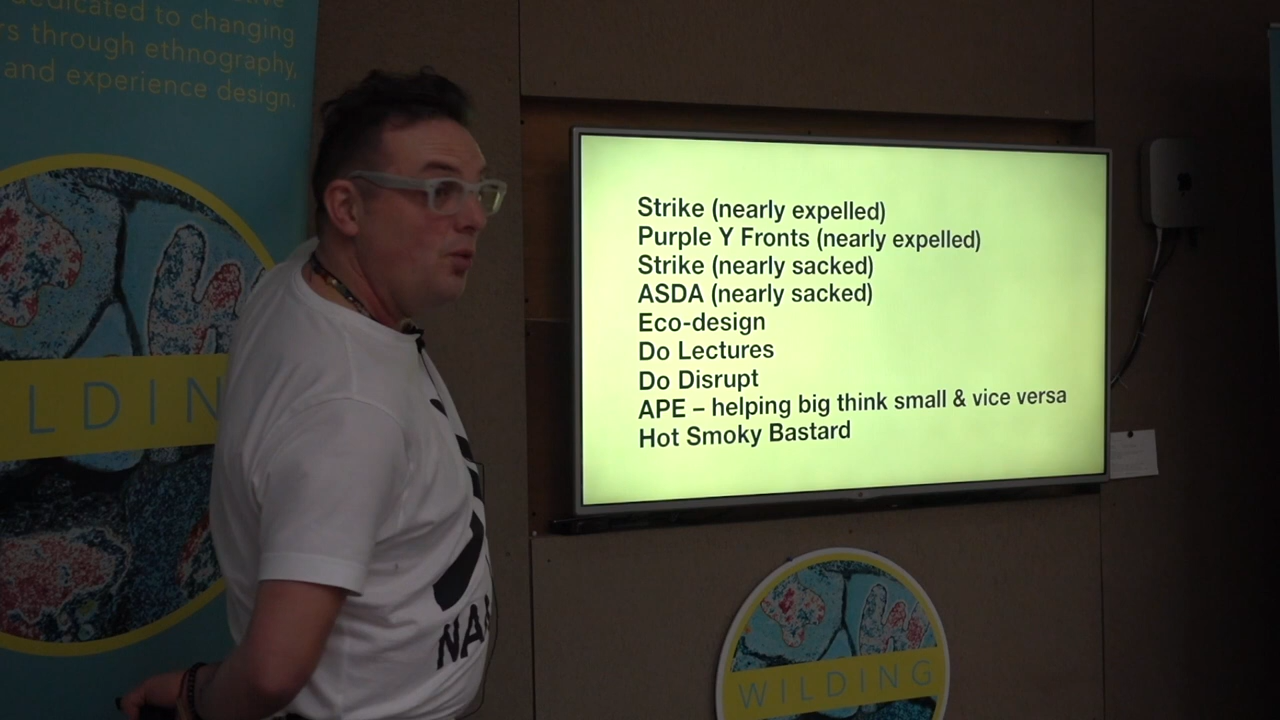 dedicated to changing
through ethnography,
and experience design.
LDIN
Strike (nearly expelled)
Purple Y Fronts (nearly expelled)
Strike (nearly sacked)
ASDA (nearly sacked)
Eco-design
Do Lectures
Do Disrupt
APE – helping big think small & vice versa
Hot Smoky Bastard
NA
WILDING